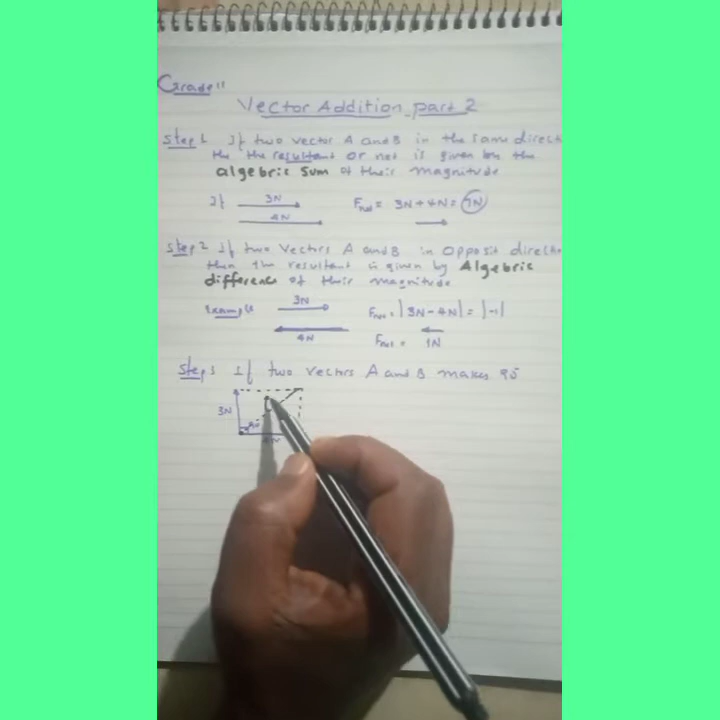 Grade 11
Vector Addition part 2
Step 1 If two vector A and B in the same direct
the the resultant or net is given by the
algebric Sum of their magnitude
If 3N Fnet = 3N + 4N = 7N
4N
Step 2 If two Vectors A and B in opposit directio
then the resultant is given by Algebric
difference of their magnitude
Example 3N Fnet = |3N - 4N| = |-1|
4N Fnet = 1N
Step 3 If two Vectors A and B makes 90
3N